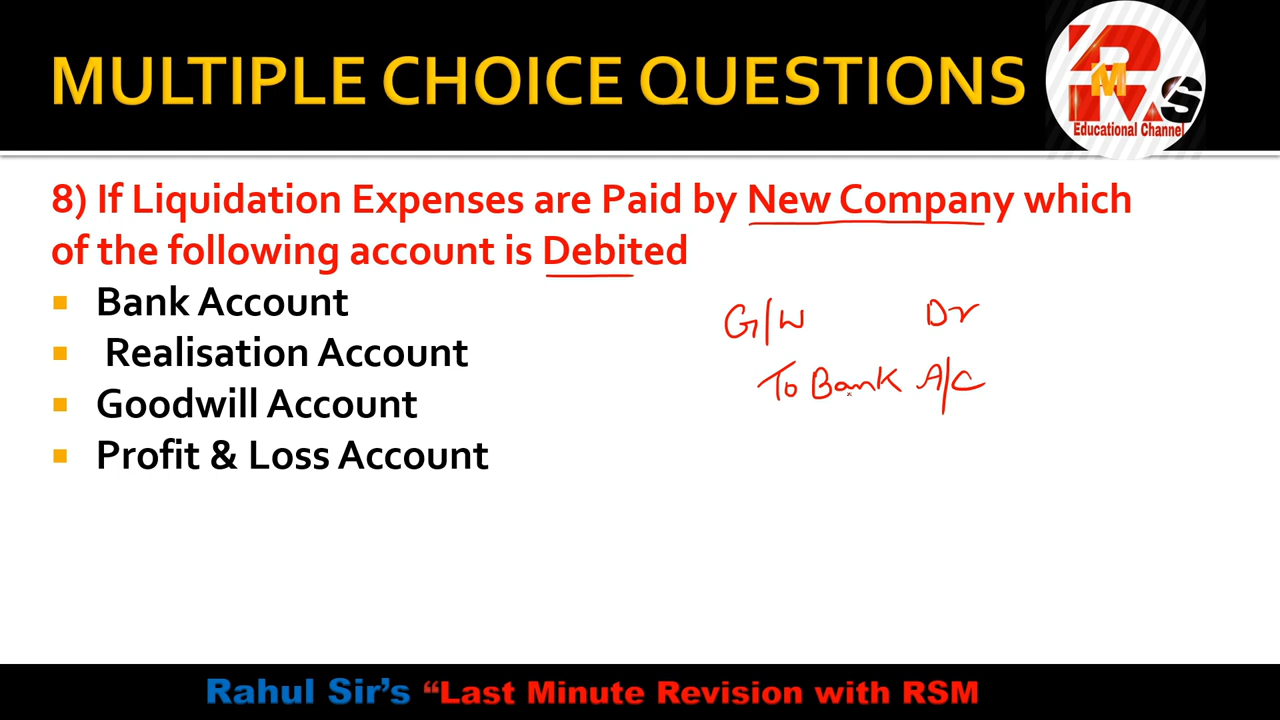 MULTIPLE CHOICE QUESTIONS
RMS
Educational Channel
8) If Liquidation Expenses are Paid by New Company which
of the following account is Debited
Bank Account
Realisation Account
Goodwill Account
Profit & Loss Account
G/W Dr
To Bank A/C
Rahul Sir's "Last Minute Revision with RSM